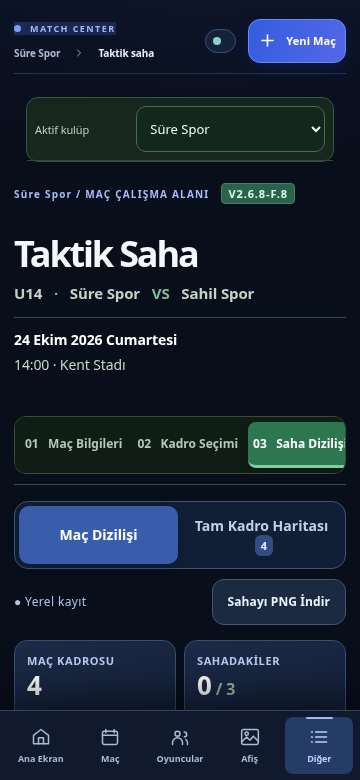 MATCH CENTER
Süre Spor > Taktik saha
Yeni Maç
Aktif kulüp
Süre Spor
Süre Spor / MAÇ ÇALIŞMA ALANI V2.6.8-F.8
Taktik Saha
U14 · Süre Spor VS Sahil Spor
24 Ekim 2026 Cumartesi
14:00 · Kent Stadı
01 Maç Bilgileri 02 Kadro Seçimi 03 Saha Dizilişi
Maç Dizilişi
Tam Kadro Haritası
4
● Yerel kayıt
Sahayı PNG İndir
MAÇ KADROSU SAHADAKİLER
4 0 / 3
Ana Ekran Maç Oyuncular Afiş Diğer